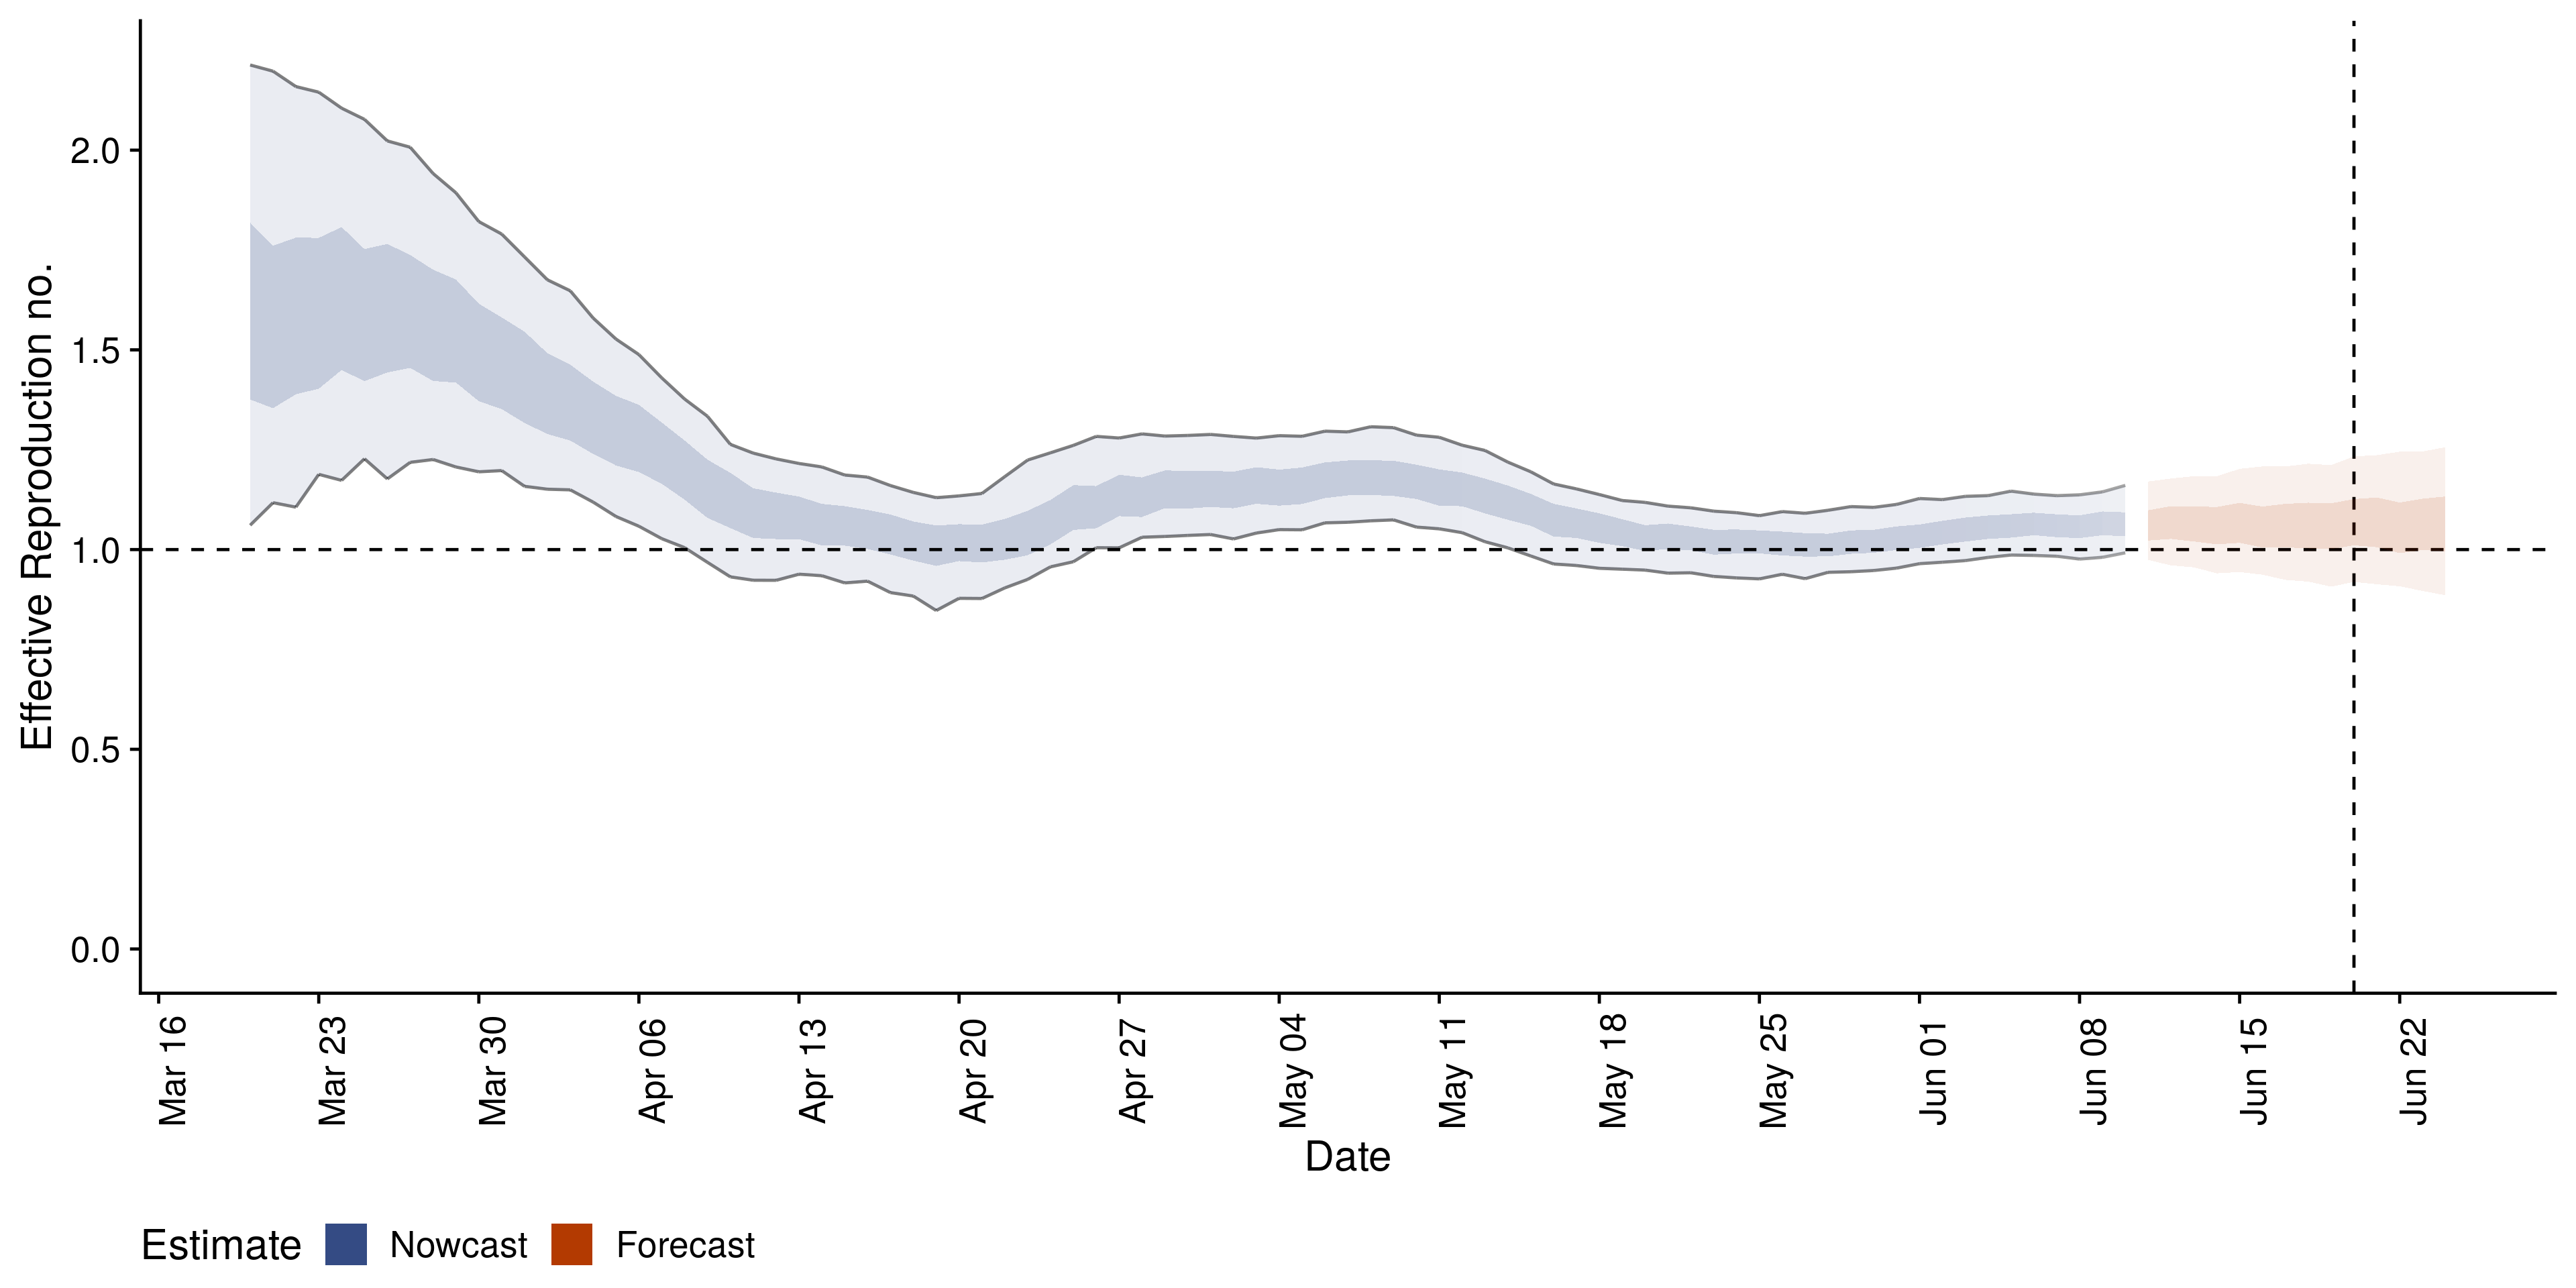 Effective Reproduction no.
2.0
1.5
1.0
0.5
0.0
Mar 16
Mar 23
Mar 30
Apr 06
Apr 13
Apr 20
Apr 27
May 04
May 11
May 18
May 25
Jun 01
Jun 08
Jun 15
Jun 22
Date
Estimate Nowcast Forecast